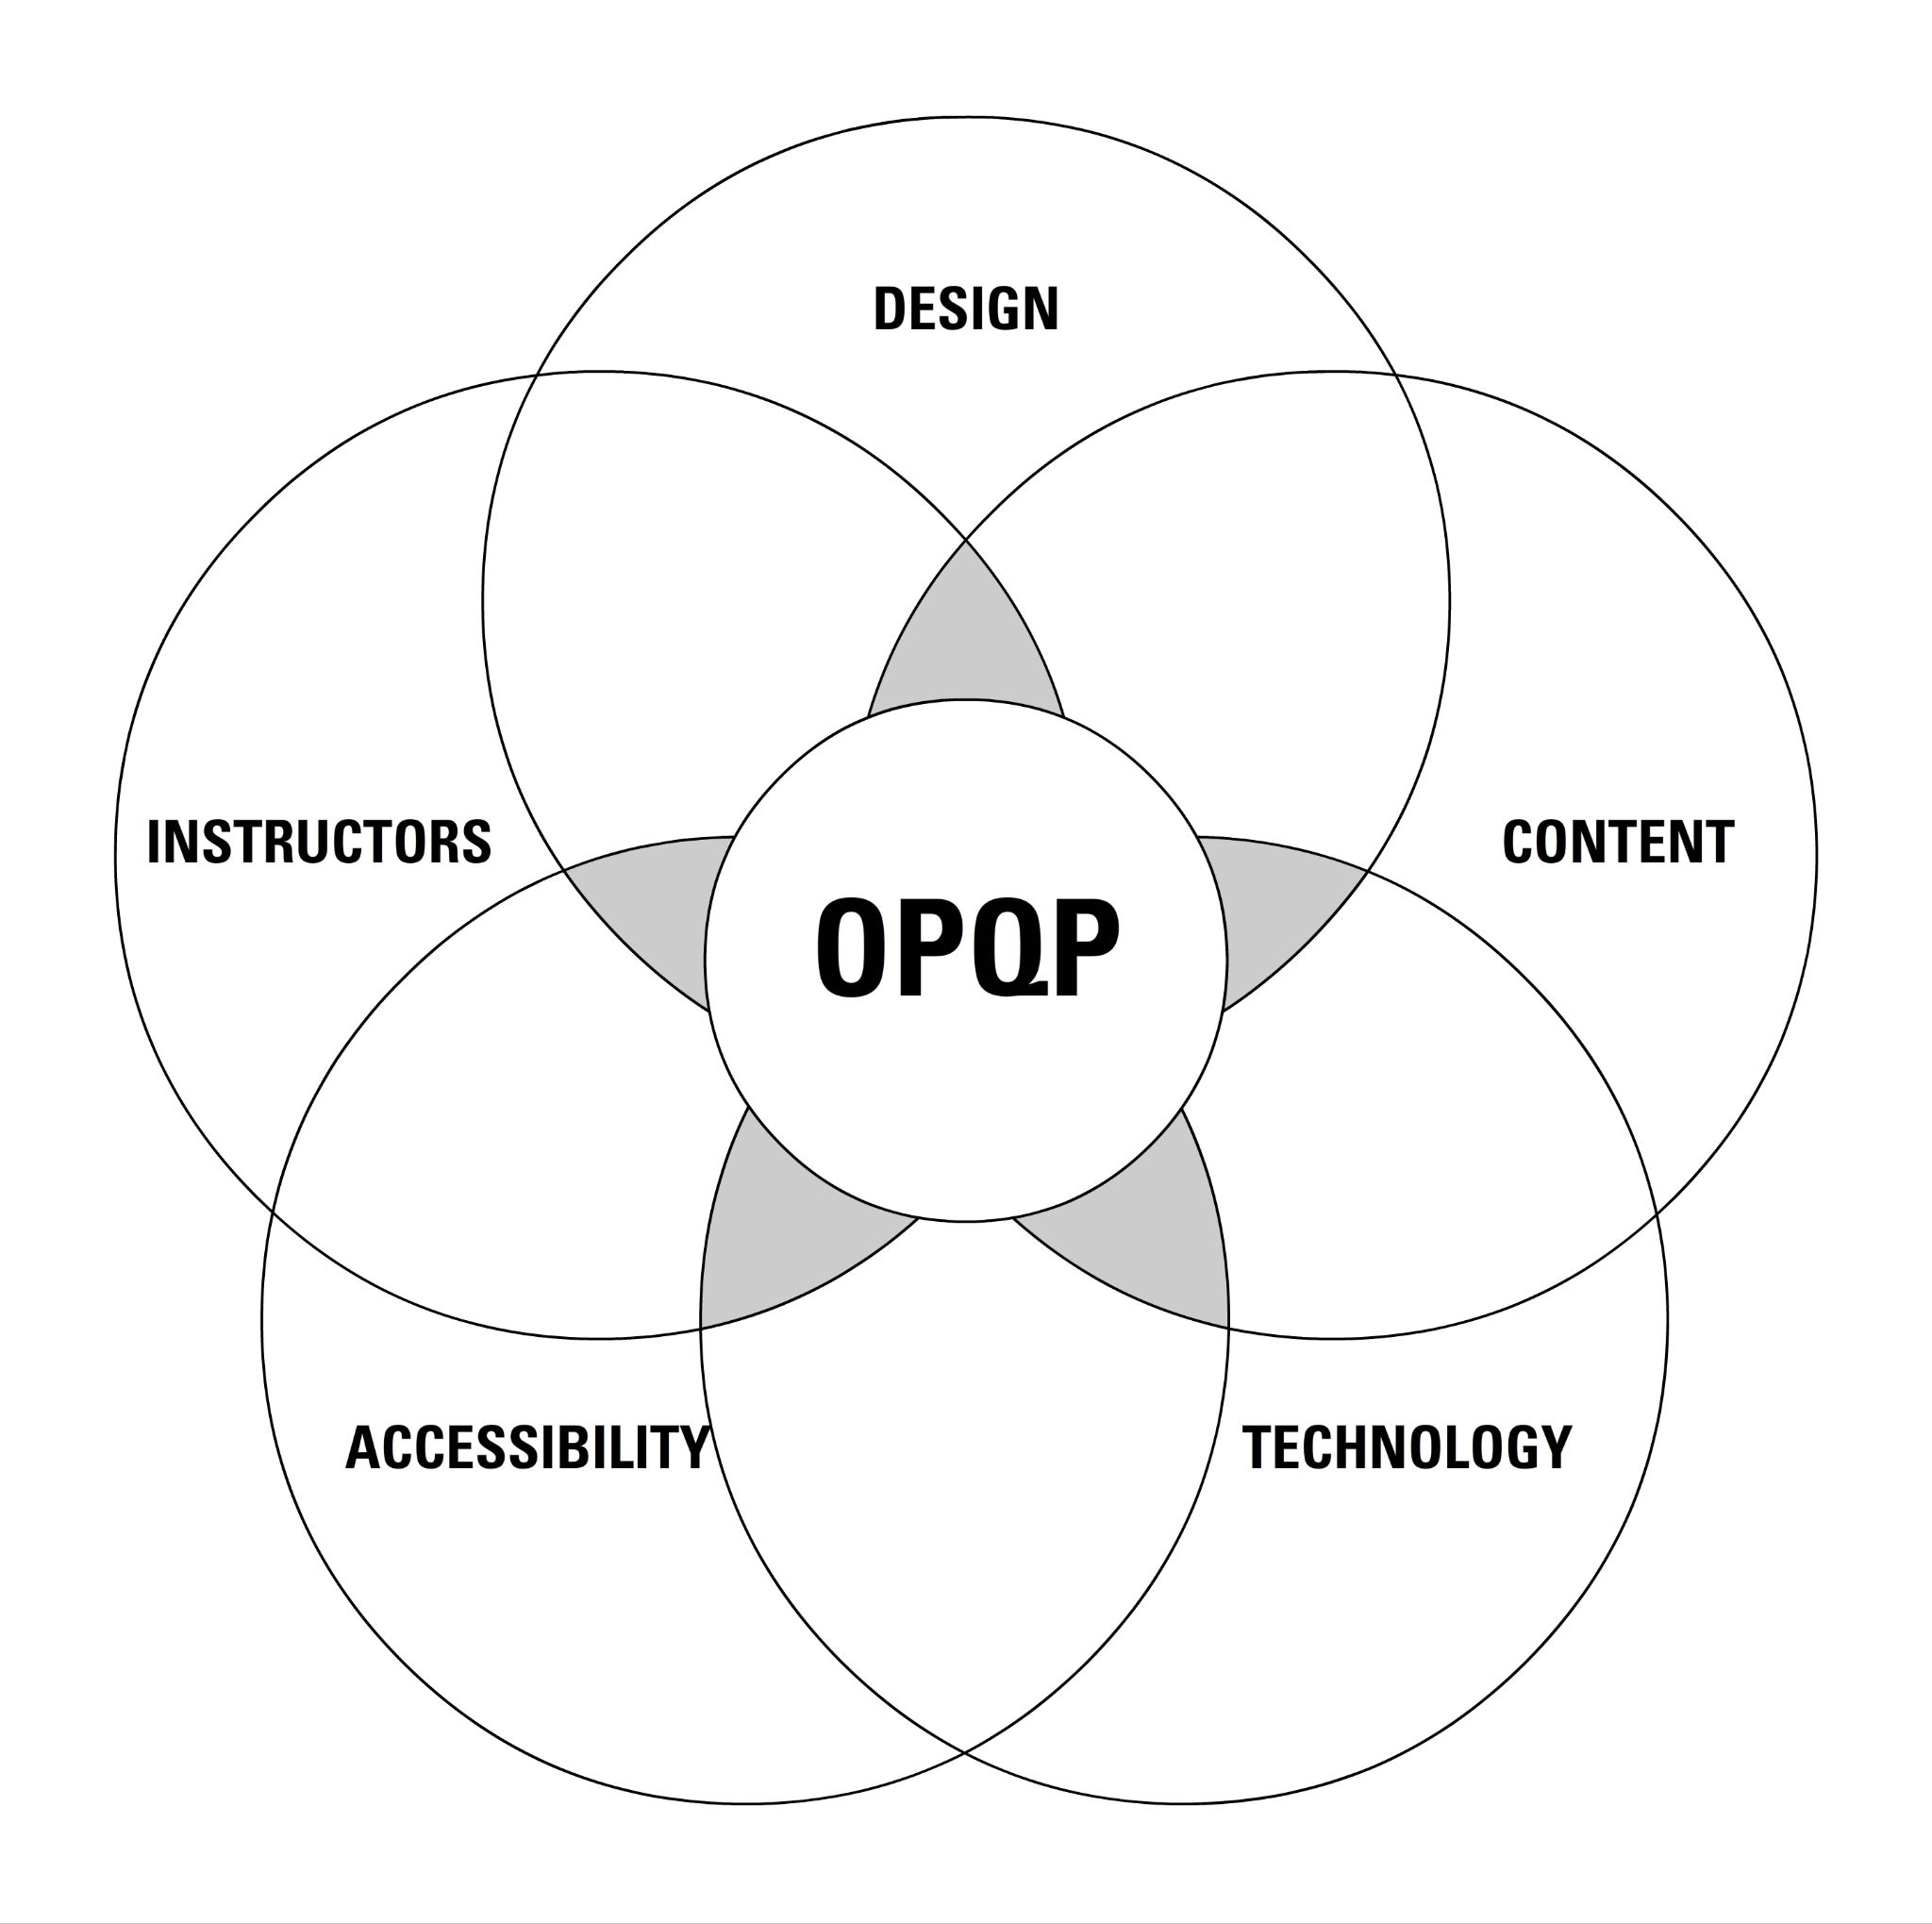 DESIGN
INSTRUCTORS
CONTENT
OPQP
ACCESSIBILITY
TECHNOLOGY